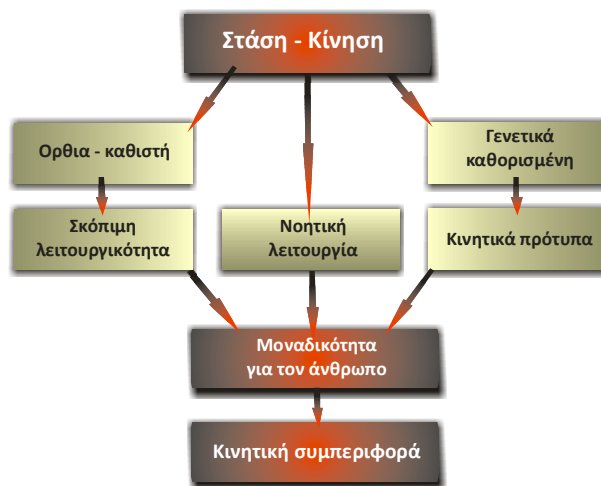 Στάση - Κίνηση
Ορθια - καθιστή
Γενετικά
καθορισμένη
Σκόπιμη
λειτουργικότητα
Νοητική
λειτουργία
Κινητικά πρότυπα
Μοναδικότητα
για τον άνθρωπο
Κινητική συμπεριφορά